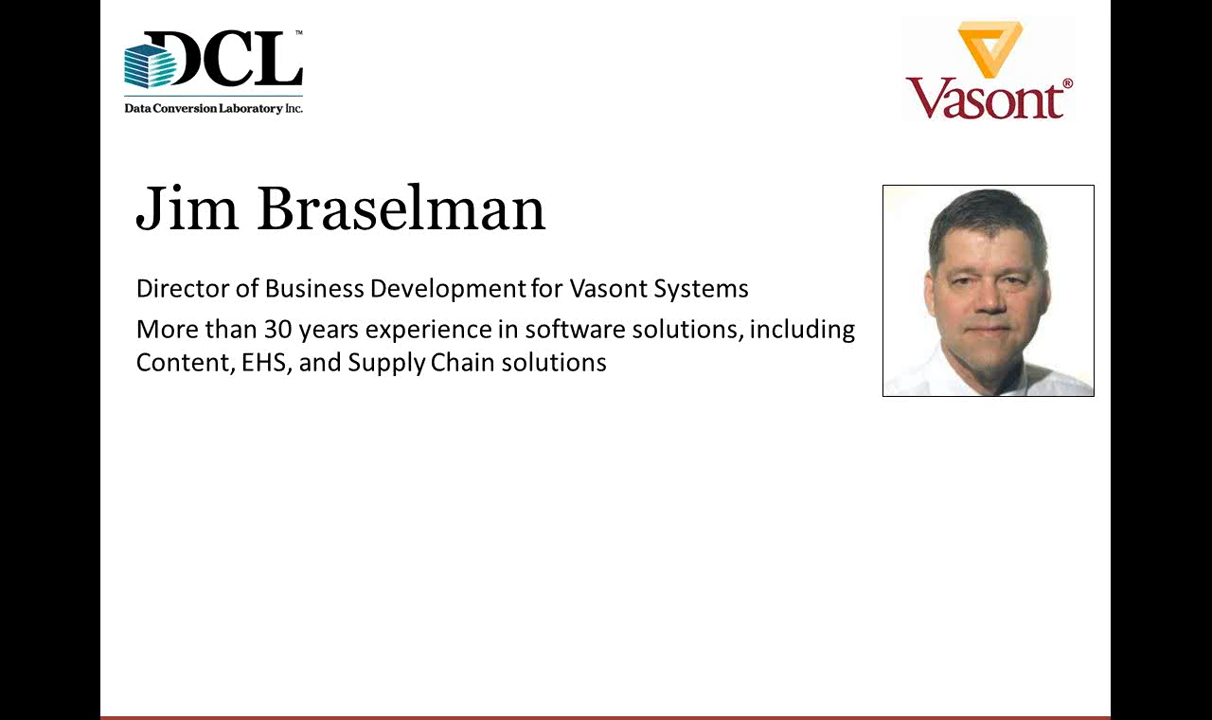 DCL™
Data Conversion Laboratory Inc.
Vasont®
Jim Braselman
Director of Business Development for Vasont Systems
More than 30 years experience in software solutions, including
Content, EHS, and Supply Chain solutions